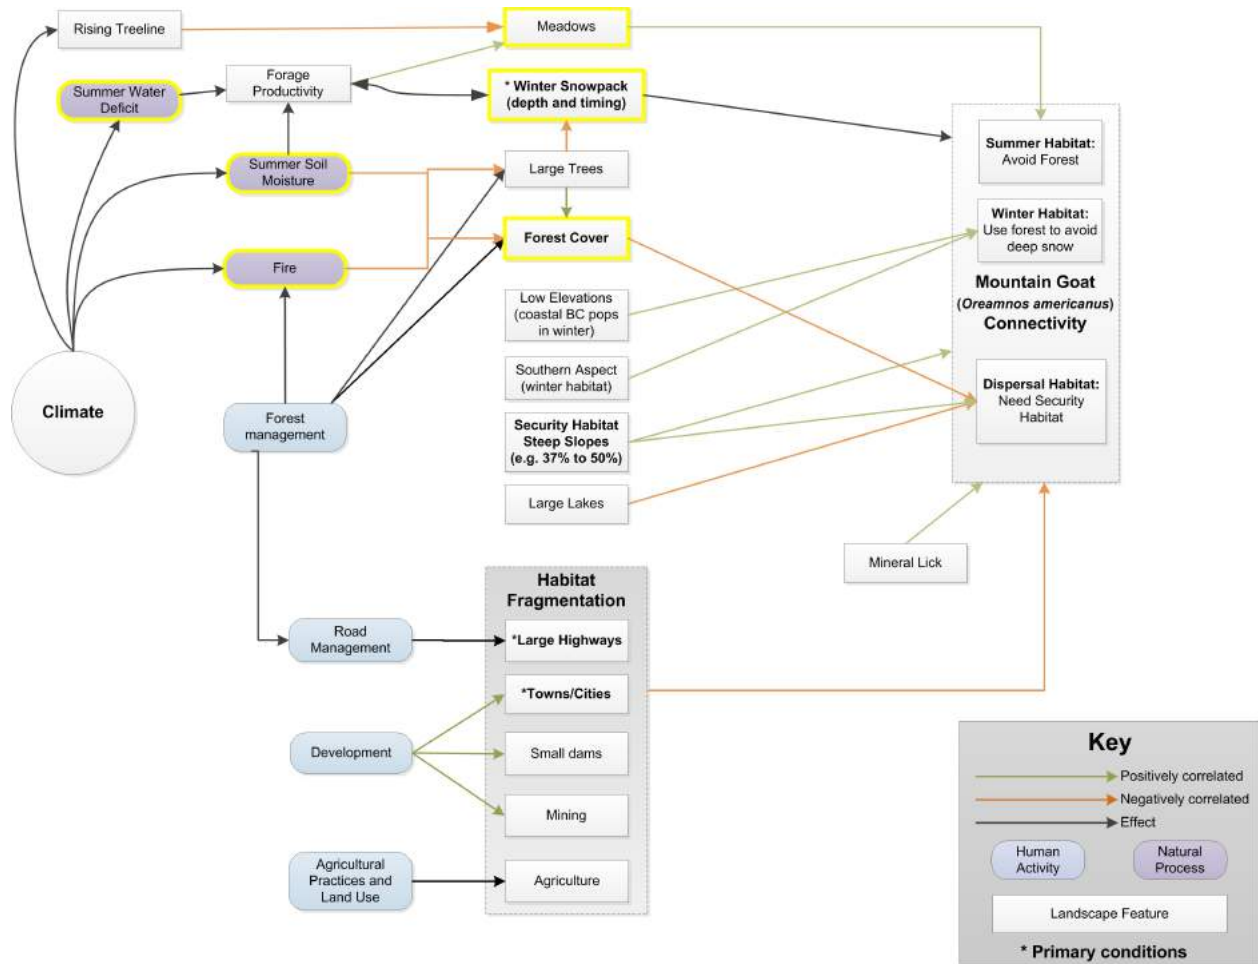 Rising Treeline
Meadows
Summer Water
Deficit
Forage
Productivity
* Winter Snowpack
(depth and timing)
Summer Habitat:
Avoid Forest
Summer Soil
Moisture
Large Trees
Winter Habitat:
Use forest to avoid
deep snow
Fire
Forest Cover
Mountain Goat
(Oreamnos americanus)
Connectivity
Low Elevations
(coastal BC pops
in winter)
Southern Aspect
(winter habitat)
Dispersal Habitat:
Need Security
Habitat
Climate
Forest
management
Security Habitat
Steep Slopes
(e.g. 37% to 50%)
Large Lakes
Mineral Lick
Habitat
Fragmentation
Road
Management
*Large Highways
*Towns/Cities
Development
Small dams
Mining
Agricultural
Practices and
Land Use
Agriculture
Key
Positively correlated
Negatively correlated
Effect
Human
Activity
Natural
Process
Landscape Feature
* Primary conditions